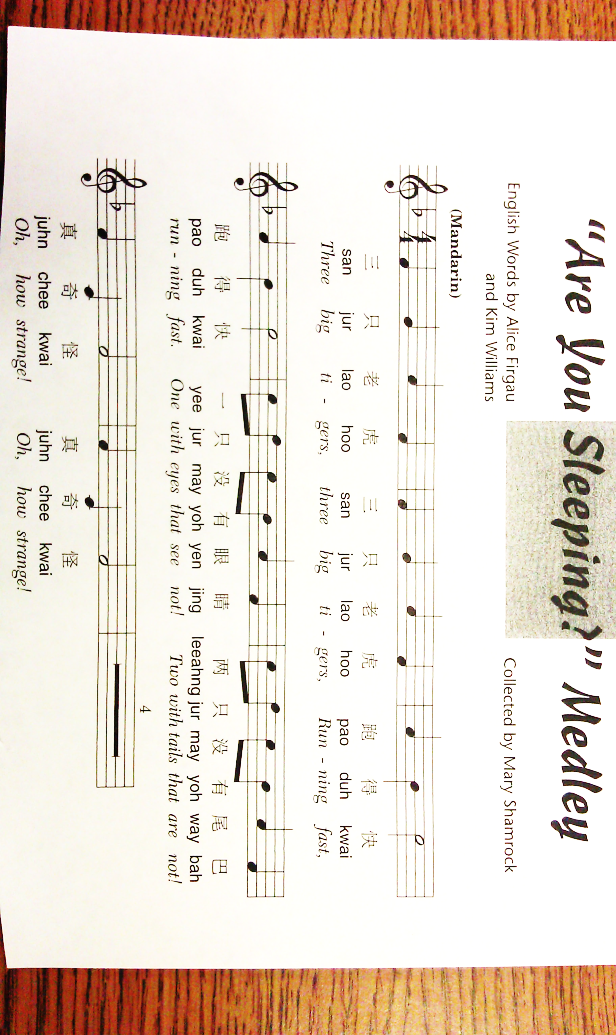 “Are You Sleeping?” Medley
English Words by Alice Firgau
and Kim Williams
Collected by Mary Shamrock
(Mandarin)
4
4
三 只 老 虎 三 只 老 虎 跑 得 快
san jur lao hoo san jur lao hoo pao duh kwai
Three big ti - gers, three big ti - gers, Run - ning fast,
跑 得 快 一 只 没 有 眼 睛 两 只 没 有 尾 巴
pao duh kwai yee jur may yoh yen jing leeahng jur may yoh way bah
run - ning fast. One with eyes that see not! Two with tails that are not!
4
真 奇 怪 真 奇 怪
juhn chee kwai juhn chee kwai
Oh, how strange! Oh, how strange!